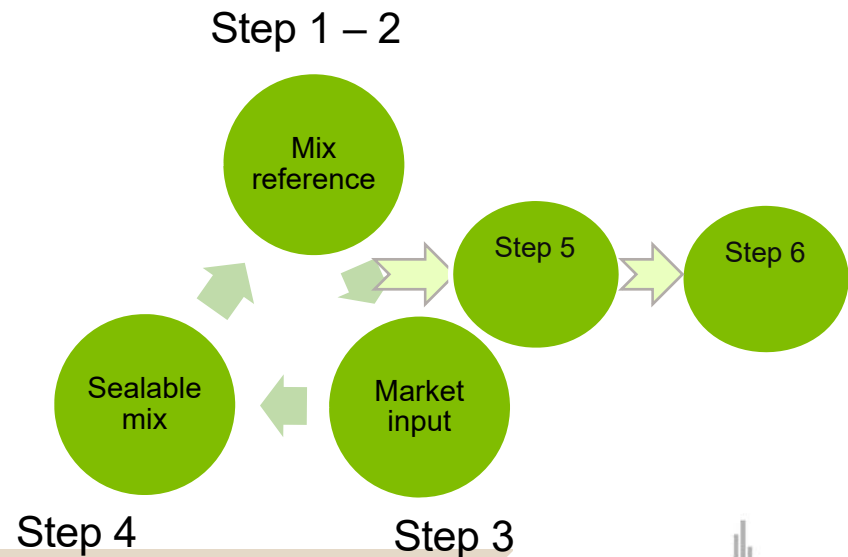 Step 1 – 2
Mix
reference
Step 5
Step 6
Sealable
mix
Market
input
Step 4
Step 3